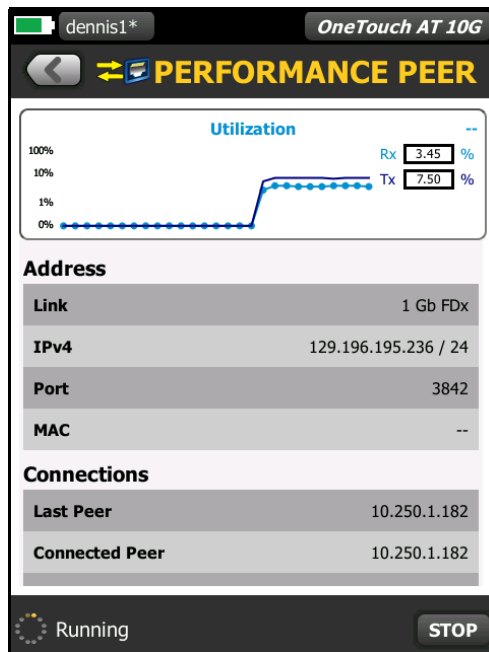 dennis1*
OneTouch AT 10G
PERFORMANCE PEER
Utilization --
100%
Rx 3.45 %
10%
Tx 7.50 %
1%
0%
Address
Link 1 Gb FDx
IPv4 129.196.195.236 / 24
Port 3842
MAC --
Connections
Last Peer 10.250.1.182
Connected Peer 10.250.1.182
Running
STOP